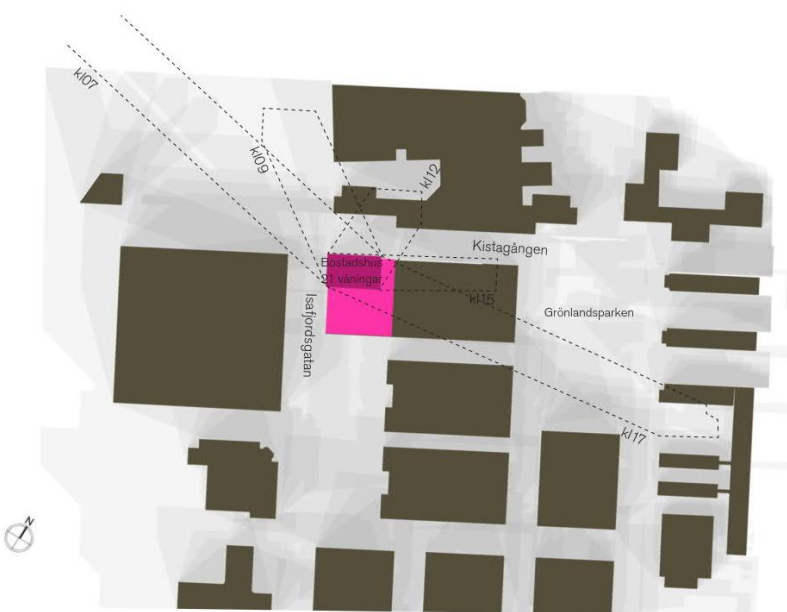 kl07
kl09
kl12
Kistagången
Bostadshus
21 våningar
kl15
Isafjordsgatan
Grönlandsparken
kl17
N